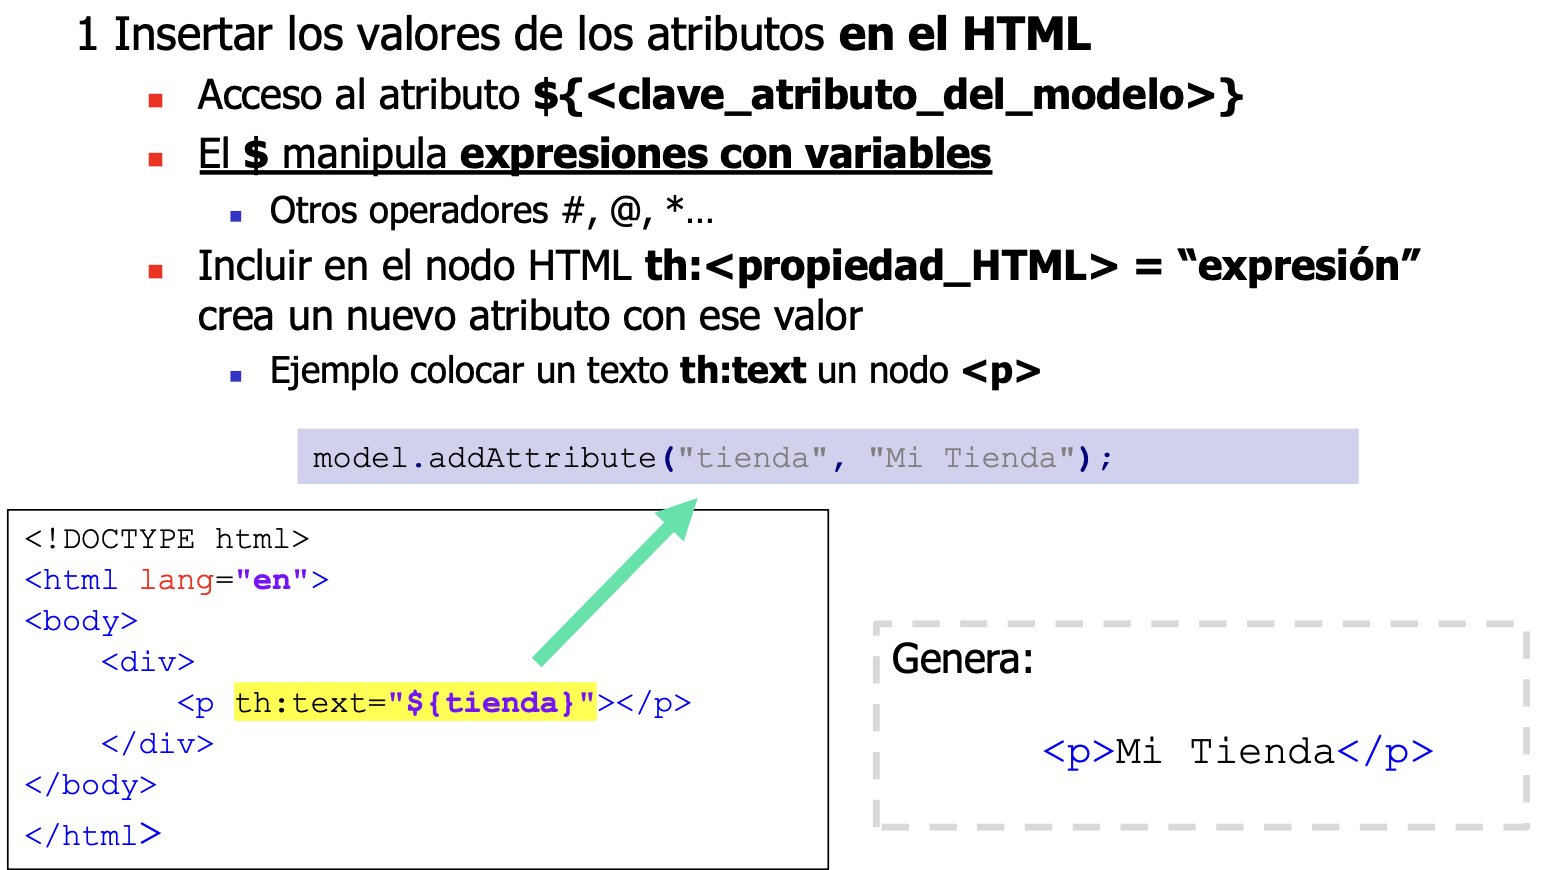 1 Insertar los valores de los atributos en el HTML
Acceso al atributo ${<clave_atributo_del_modelo>}
El $ manipula expresiones con variables
Otros operadores #, @, *...
Incluir en el nodo HTML th:<propiedad_HTML> = “expresión”
crea un nuevo atributo con ese valor
Ejemplo colocar un texto th:text un nodo <p>
model.addAttribute("tienda", "Mi Tienda");
<!DOCTYPE html>
<html lang="en">
<body>
<div>
<p th:text="${tienda}"></p>
</div>
</body>
</html>
Genera:
<p>Mi Tienda</p>